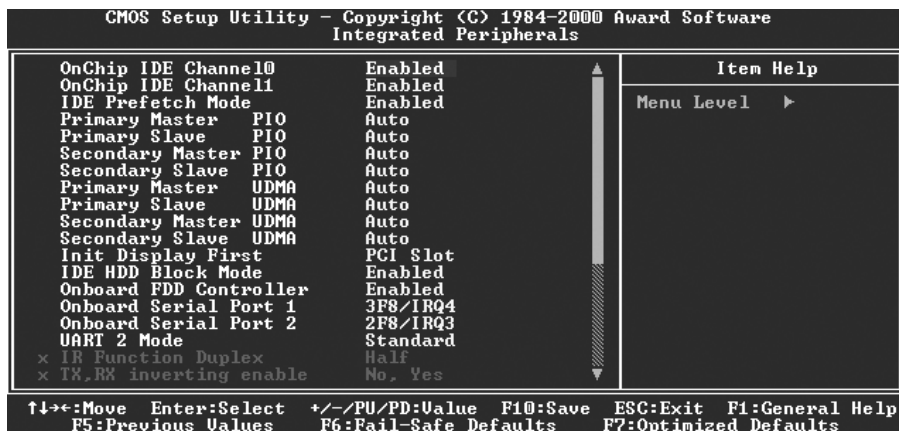 CMOS Setup Utility - Copyright (C) 1984-2000 Award Software
Integrated Peripherals
OnChip IDE Channel0 Enabled
OnChip IDE Channel1 Enabled
IDE Prefetch Mode Enabled
Primary Master PIO Auto
Primary Slave PIO Auto
Secondary Master PIO Auto
Secondary Slave PIO Auto
Primary Master UDMA Auto
Primary Slave UDMA Auto
Secondary Master UDMA Auto
Secondary Slave UDMA Auto
Init Display First PCI Slot
IDE HDD Block Mode Enabled
Onboard FDD Controller Enabled
Onboard Serial Port 1 3F8/IRQ4
Onboard Serial Port 2 2F8/IRQ3
UART 2 Mode Standard
x IR Function Duplex Half
x TX,RX inverting enable No, Yes
Item Help
Menu Level ►
↑↓→←:Move Enter:Select +/-/PU/PD:Value F10:Save ESC:Exit F1:General Help
F5:Previous Values F6:Fail-Safe Defaults F7:Optimized Defaults